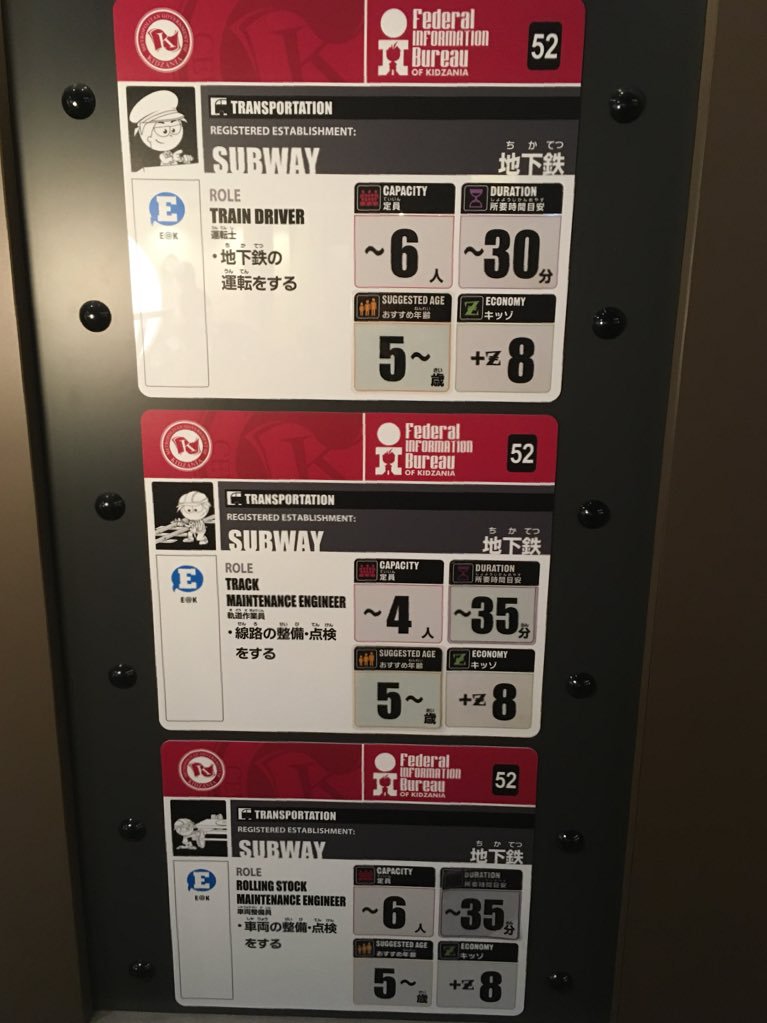 Federal
INFORMATION
Bureau
OF KIDZANIA
52
TRANSPORTATION
REGISTERED ESTABLISHMENT:
SUBWAY
ち か てつ
地下鉄
E
E@K
ROLE
TRAIN DRIVER
運転士
・地下鉄の
運転をする
CAPACITY
定員
~6人
DURATION
所要時間目安
~30分
SUGGESTED AGE
おすすめ年齢
5~歳
ECONOMY
キッゾ
+Z 8
Federal
INFORMATION
Bureau
OF KIDZANIA
52
TRANSPORTATION
REGISTERED ESTABLISHMENT:
SUBWAY
ち か てつ
地下鉄
E
E@K
ROLE
TRACK
MAINTENANCE ENGINEER
軌道作業員
・線路の整備・点検
をする
CAPACITY
定員
~4人
DURATION
所要時間目安
~35分
SUGGESTED AGE
おすすめ年齢
5~歳
ECONOMY
キッゾ
+Z 8
Federal
INFORMATION
Bureau
OF KIDZANIA
52
TRANSPORTATION
REGISTERED ESTABLISHMENT:
SUBWAY
ち か てつ
地下鉄
E
E@K
ROLE
ROLLING STOCK
MAINTENANCE ENGINEER
車両整備員
・車両の整備・点検
をする
CAPACITY
定員
~6人
DURATION
所要時間目安
~35分
SUGGESTED AGE
おすすめ年齢
5~歳
ECONOMY
キッゾ
+Z 8